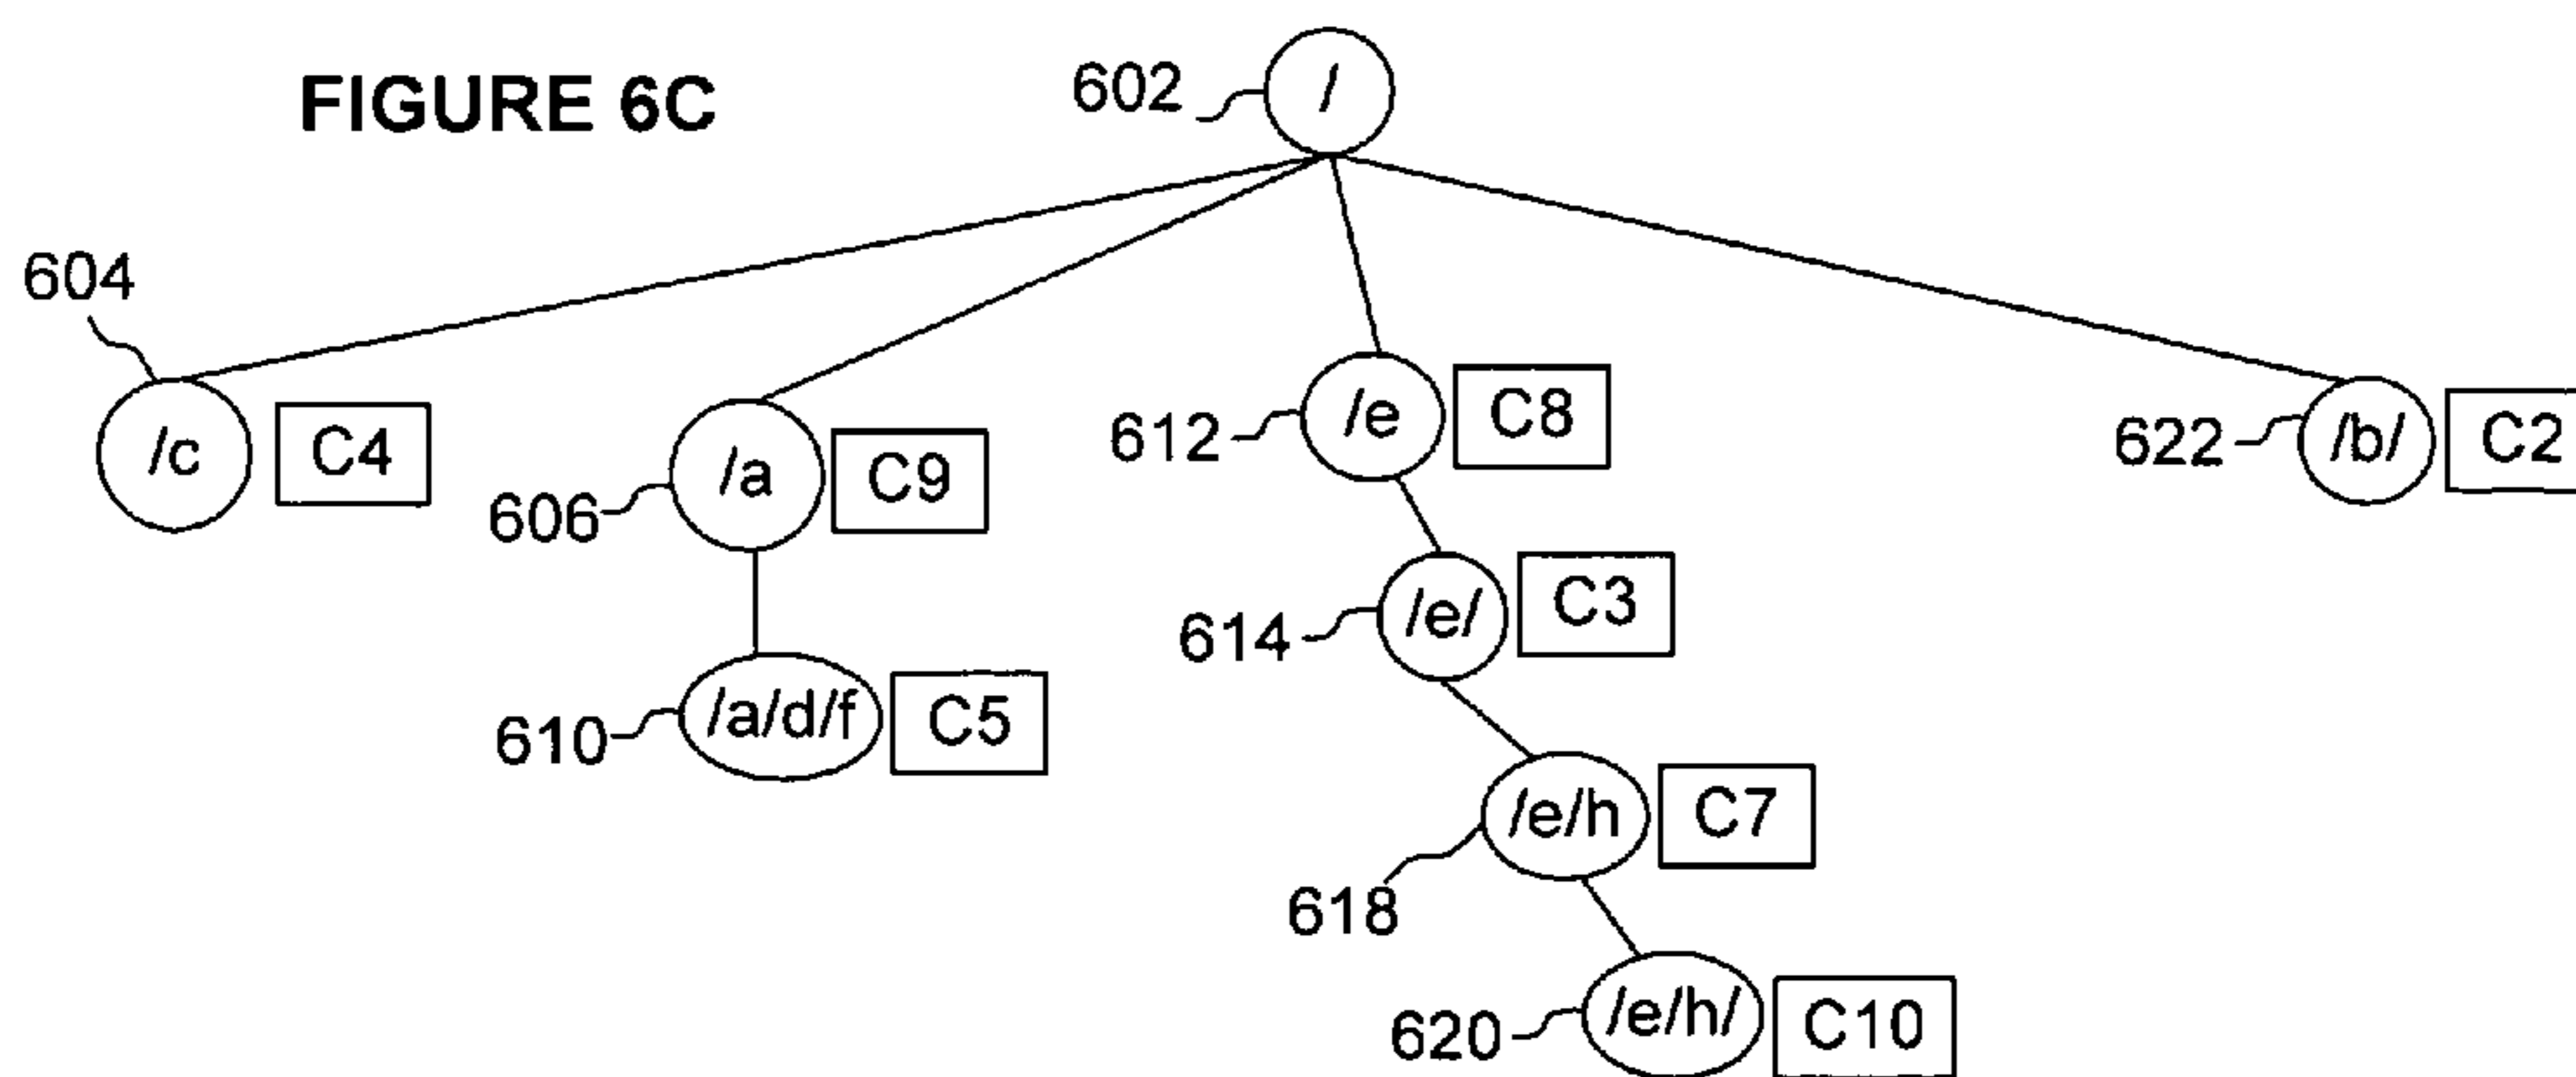 FIGURE 6C
602
/
604
/c
C4
606
/a
C9
612
/e
C8
622
/b/
C2
614
/e/
C3
610
/a/d/f
C5
618
/e/h
C7
620
/e/h/
C10